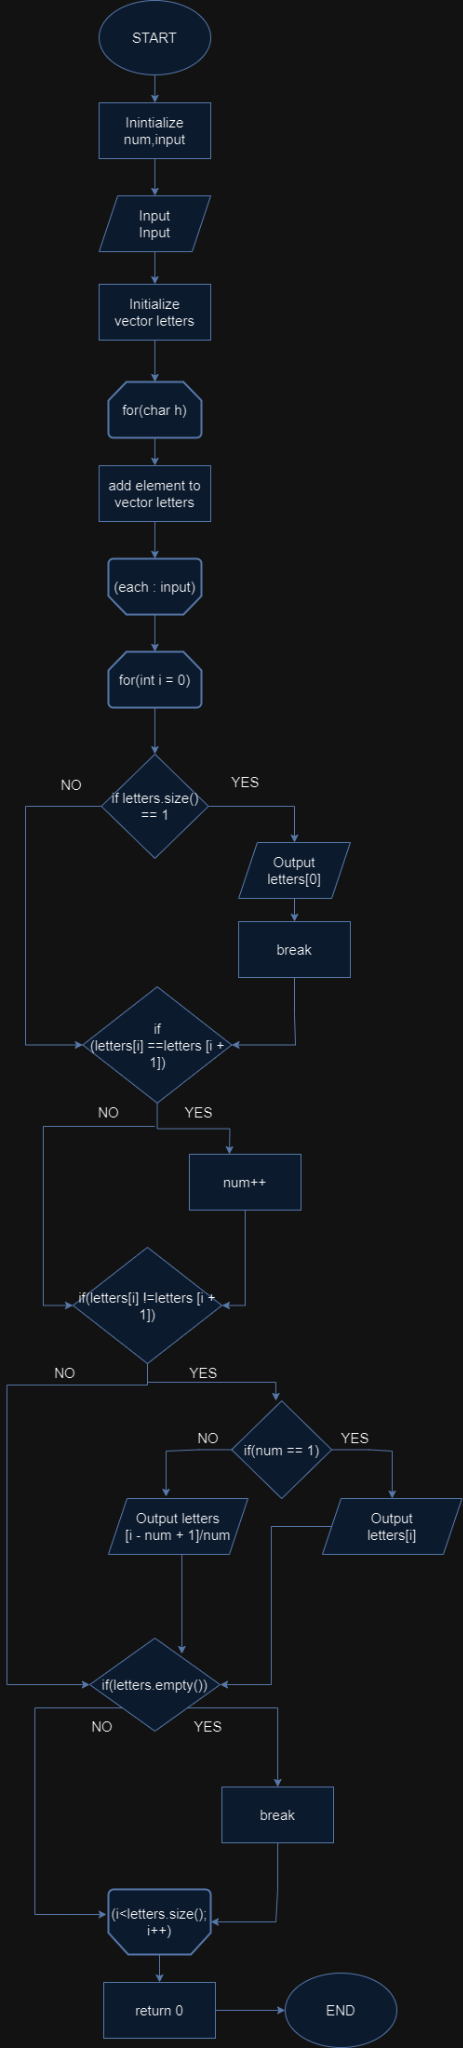 START
Inintialize
num,input
Input
Input
Initialize
vector letters
for(char h)
add element to
vector letters
(each : input)
for(int i = 0)
NO
YES
if letters.size()
== 1
Output
letters[0]
break
if
(letters[i] ==letters [i +
1])
NO
YES
num++
if(letters[i] !=letters [i +
1])
NO
YES
NO
YES
if(num == 1)
Output letters
[i - num + 1]/num
Output
letters[i]
if(letters.empty())
NO
YES
break
(i<letters.size();
i++)
return 0
END